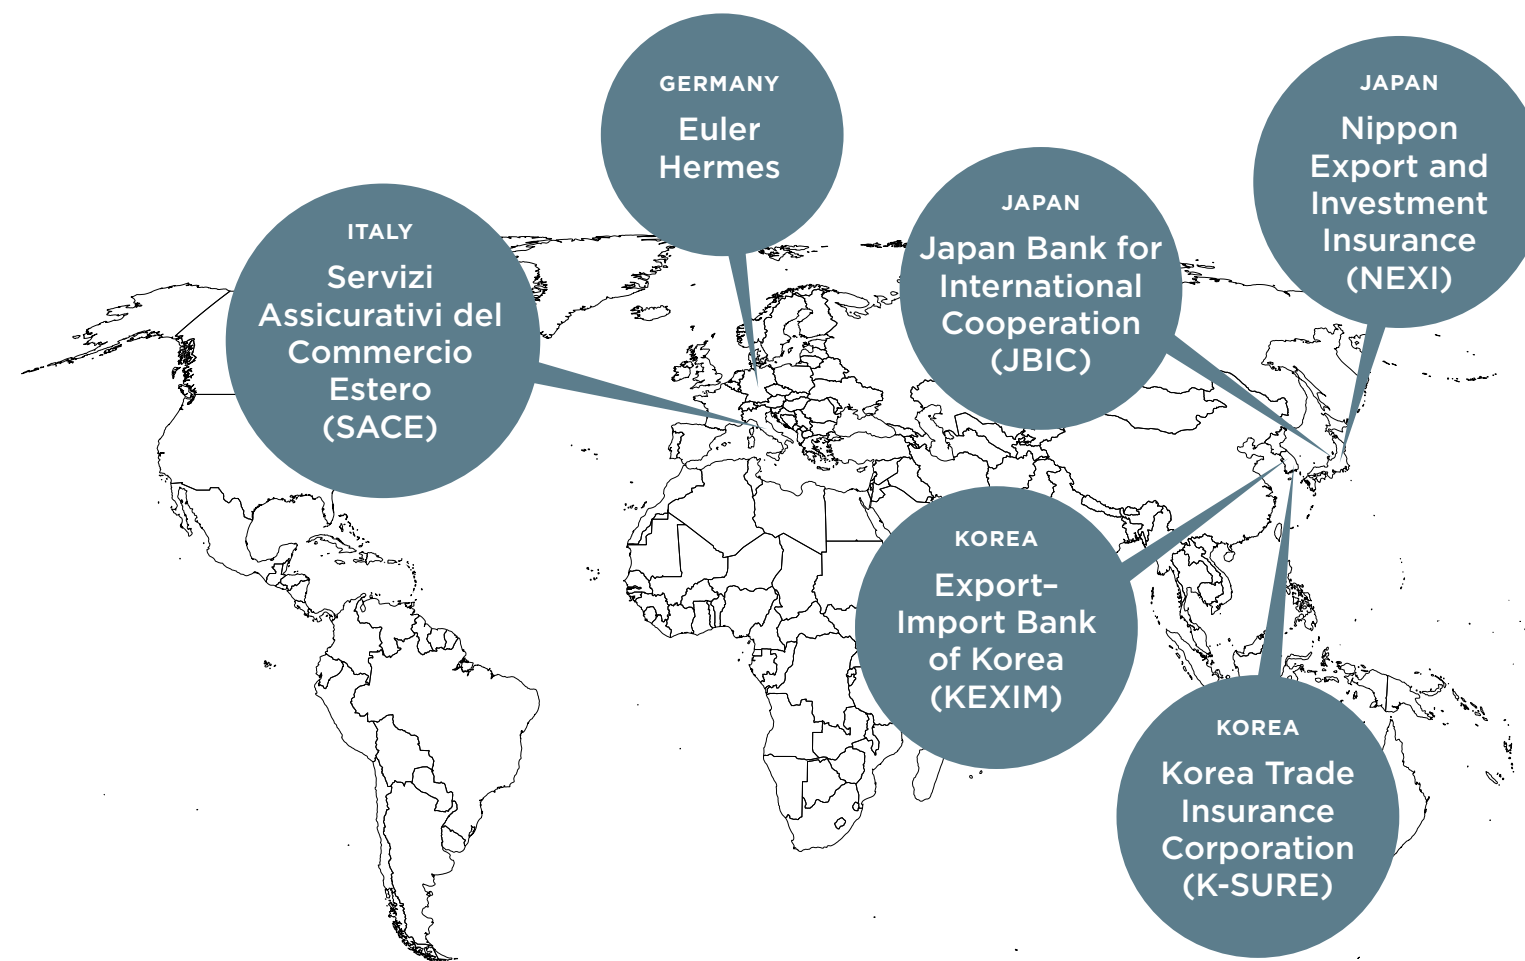 GERMANY
Euler
Hermes
JAPAN
Nippon
Export and
Investment
Insurance
(NEXI)
JAPAN
Japan Bank for
International
Cooperation
(JBIC)
ITALY
Servizi
Assicurativi del
Commercio
Estero
(SACE)
KOREA
Export–
Import Bank
of Korea
(KEXIM)
KOREA
Korea Trade
Insurance
Corporation
(K-SURE)